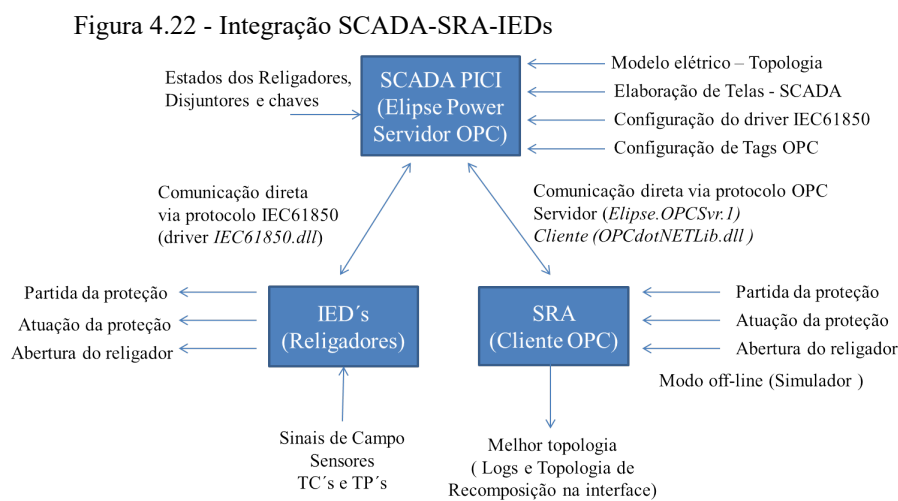 Figura 4.22 - Integração SCADA-SRA-IEDs
Estados dos Religadores,
Disjuntores e chaves
SCADA PICI
(Elipse Power
Servidor OPC)
Modelo elétrico – Topologia
Elaboração de Telas - SCADA
Configuração do driver IEC61850
Configuração de Tags OPC
Comunicação direta
via protocolo IEC61850
(driver IEC61850.dll)
Comunicação direta via protocolo OPC
Servidor (Elipse.OPCSvr.1)
Cliente (OPCdotNETLib.dll )
Partida da proteção
Atuação da proteção
Abertura do religador
IED´s
(Religadores)
SRA
(Cliente OPC)
Partida da proteção
Atuação da proteção
Abertura do religador
Modo off-line (Simulador )
Sinais de Campo
Sensores
TC´s e TP´s
Melhor topologia
( Logs e Topologia de
Recomposição na interface)